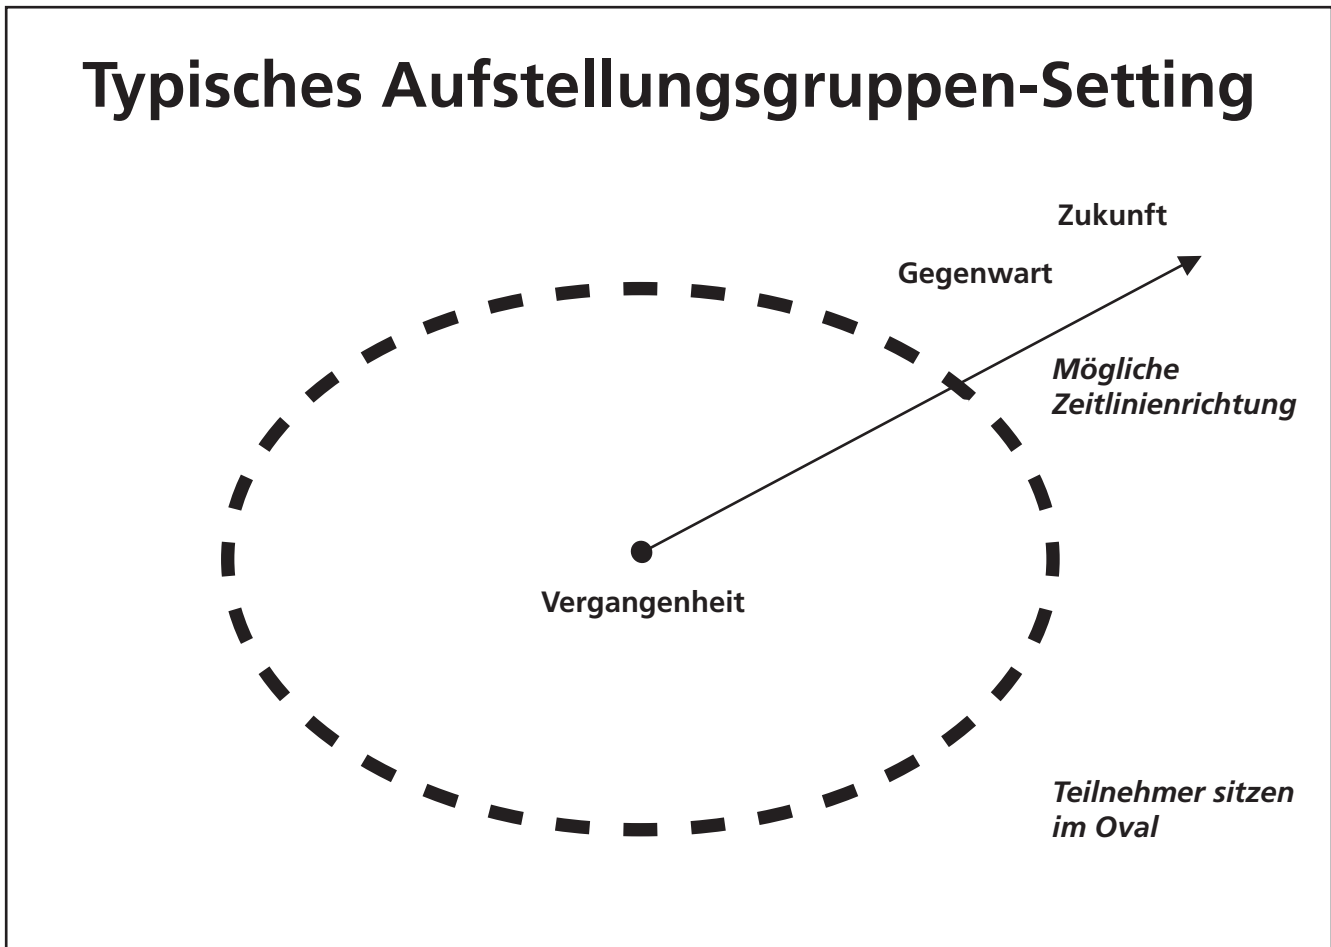 Typisches Aufstellungsgruppen-Setting
Zukunft
Gegenwart
Mögliche
Zeitlinienrichtung
Vergangenheit
Teilnehmer sitzen
im Oval